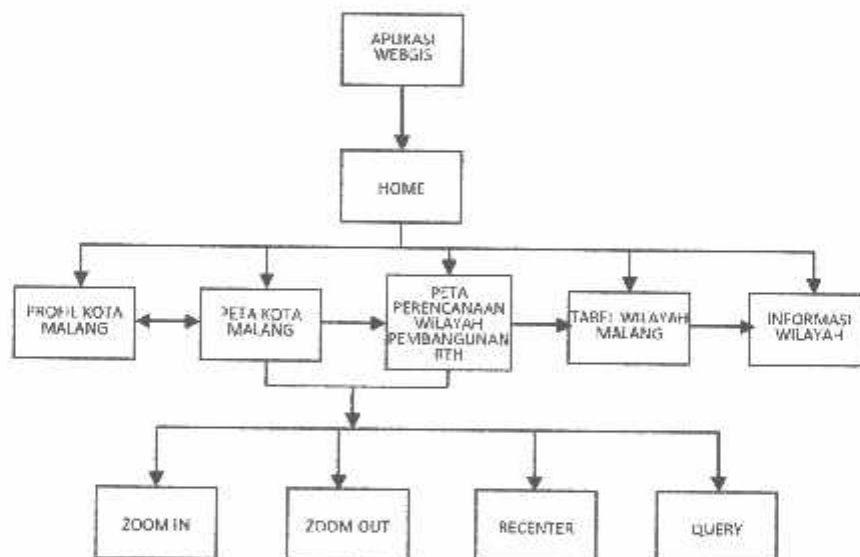 APLIKASI
WEBGIS
HOME
PROFIL KOTA
MALANG
PETA KOTA
MALANG
PETA
PERENCANAAN
WILAYAH
PEMBANGUNAN
RTH
TABEL WILAYAH
MALANG
INFORMASI
WILAYAH
ZOOM IN
ZOOM OUT
RECENTER
QUERY